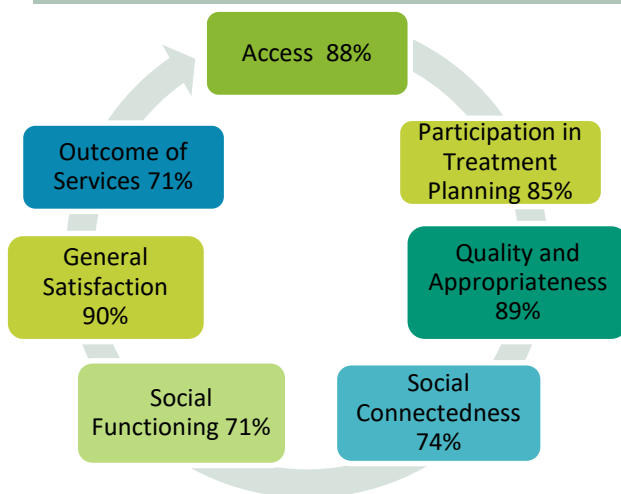 Access 88%
Participation in
Treatment
Planning 85%
Quality and
Appropriateness
89%
Social
Connectedness
74%
Social
Functioning 71%
General
Satisfaction
90%
Outcome of
Services 71%